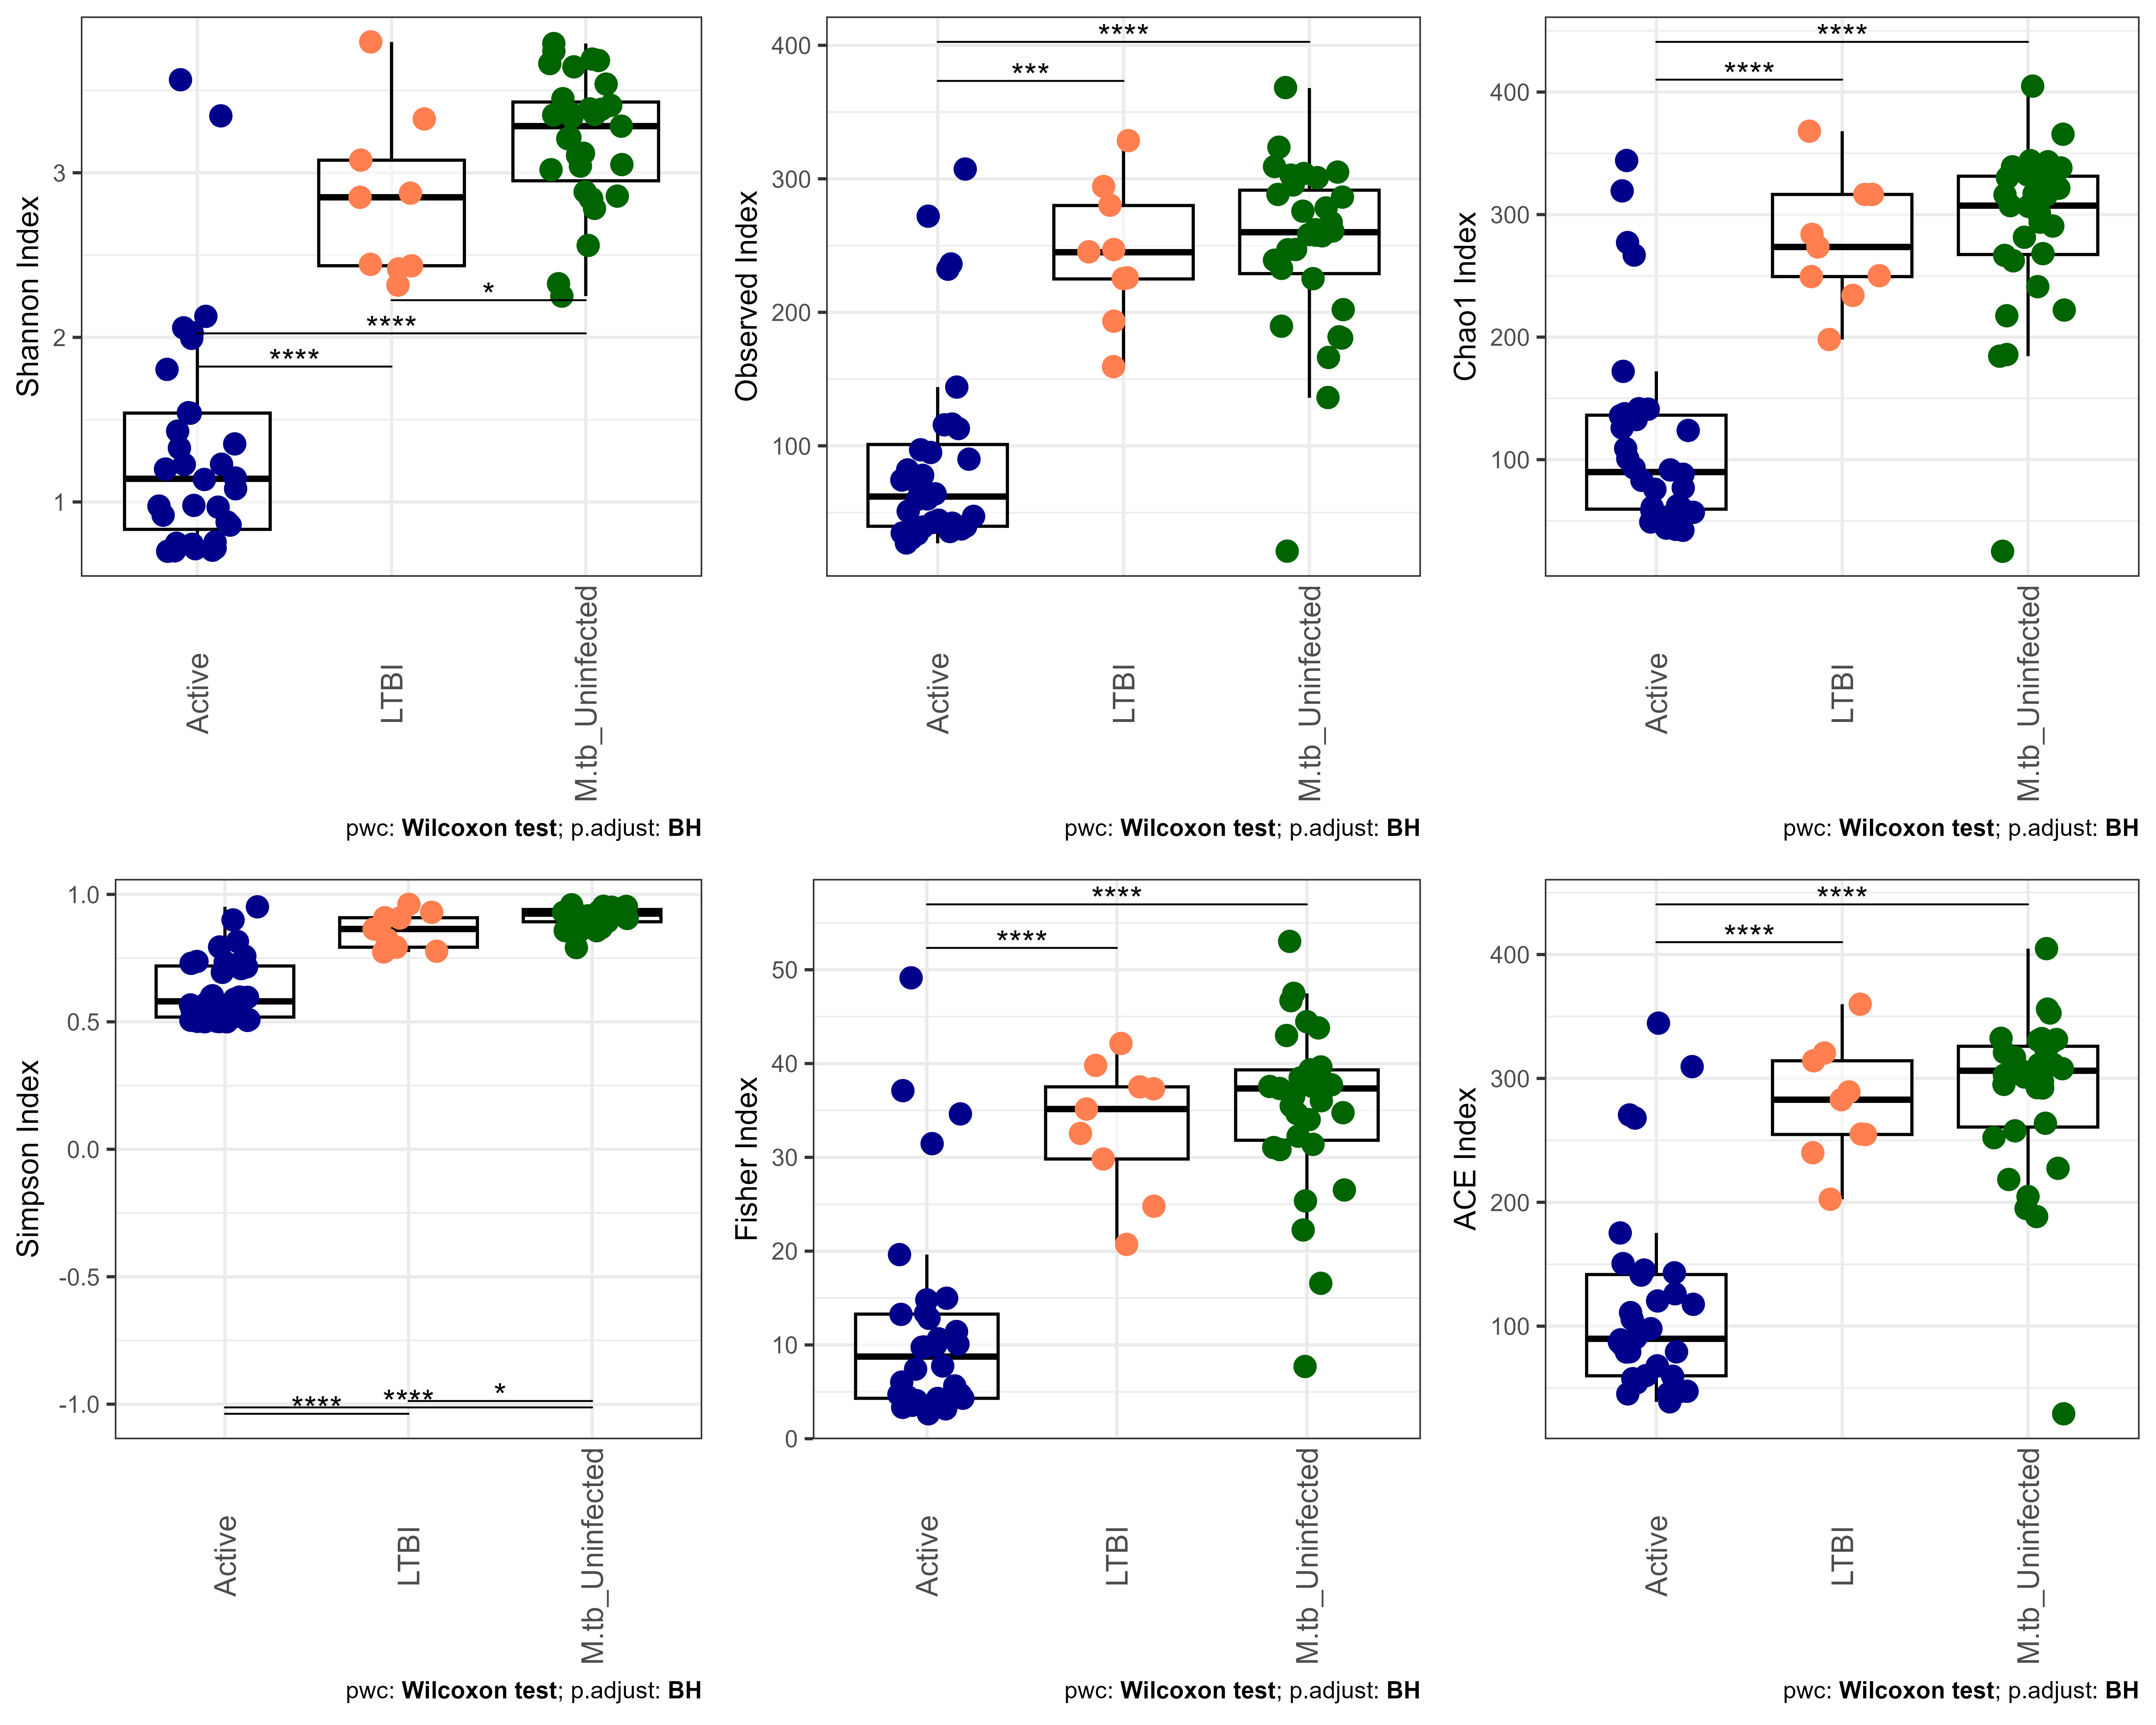 Shannon Index
3
2
1
*
****
****
Active
LTBI
M.tb_Uninfected
pwc: Wilcoxon test; p.adjust: BH
Observed Index
400
300
200
100
****
***
Active
LTBI
M.tb_Uninfected
pwc: Wilcoxon test; p.adjust: BH
Chao1 Index
400
300
200
100
****
****
Active
LTBI
M.tb_Uninfected
pwc: Wilcoxon test; p.adjust: BH
Simpson Index
1.0
0.5
0.0
-0.5
-1.0
****
****
*
Active
LTBI
M.tb_Uninfected
pwc: Wilcoxon test; p.adjust: BH
Fisher Index
50
40
30
20
10
0
****
****
Active
LTBI
M.tb_Uninfected
pwc: Wilcoxon test; p.adjust: BH
ACE Index
400
300
200
100
****
****
Active
LTBI
M.tb_Uninfected
pwc: Wilcoxon test; p.adjust: BH